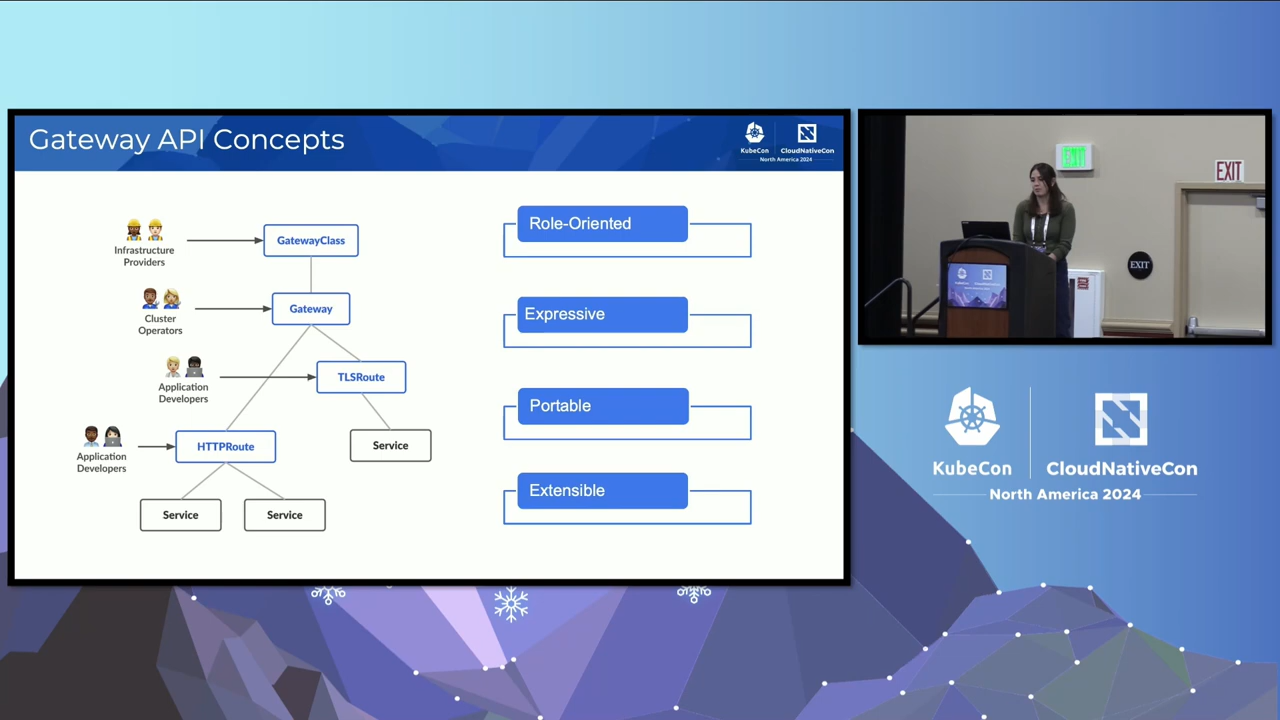 Gateway API Concepts
KubeCon
CloudNativeCon
North America 2024
Infrastructure
Providers
GatewayClass
Cluster
Operators
Gateway
Application
Developers
TLSRoute
Application
Developers
HTTPRoute
Service
Service
Service
Role-Oriented
Expressive
Portable
Extensible
EXIT
EXIT
EXIT
KubeCon
CloudNativeCon
North America 2024